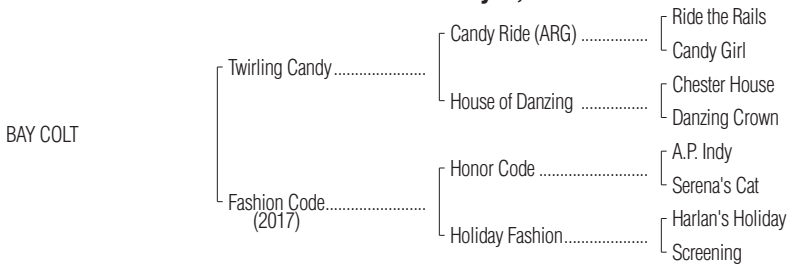 Ride the Rails
Candy Ride (ARG) ................
Candy Girl
Twirling Candy......................
Chester House
House of Danzing ................
Danzing Crown
BAY COLT
A.P. Indy
Honor Code ..........................
Serena's Cat
Fashion Code........................
(2017)
Harlan's Holiday
Holiday Fashion....................
Screening